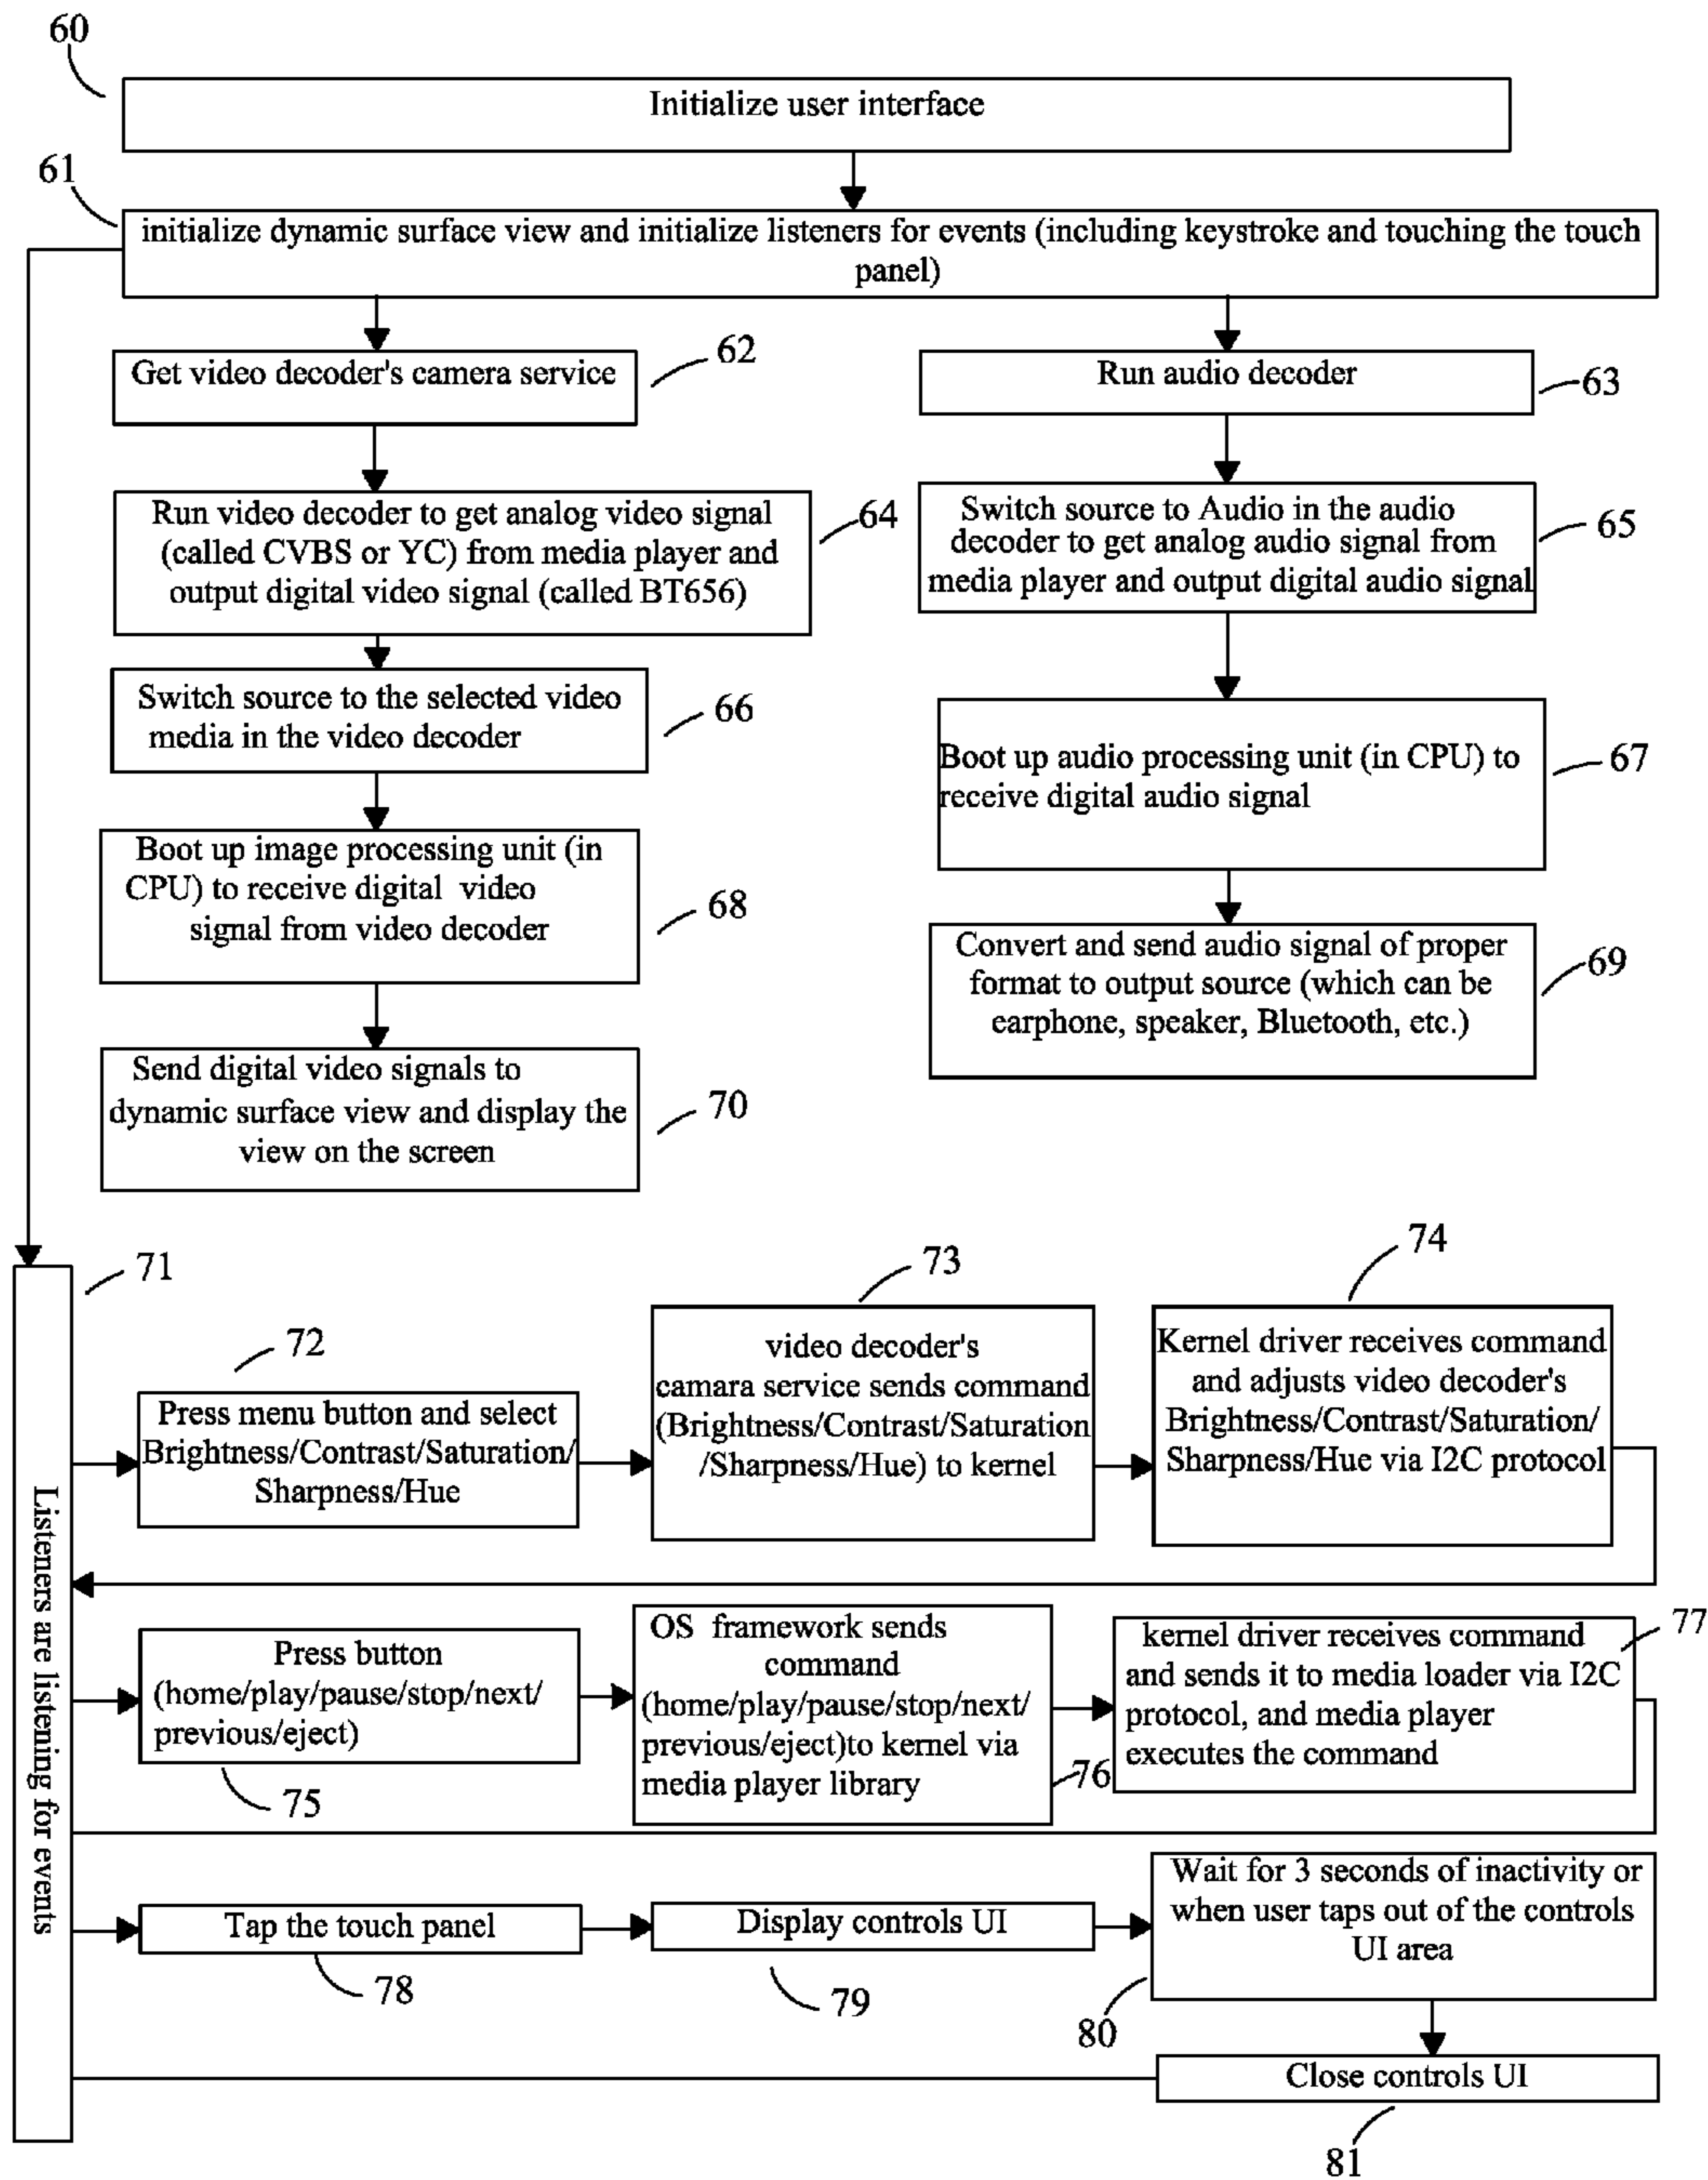 60
Initialize user interface
61
initialize dynamic surface view and initialize listeners for events (including keystroke and touching the touch
panel)
Get video decoder's camera service
62
Run audio decoder
63
Run video decoder to get analog video signal
(called CVBS or YC) from media player and
output digital video signal (called BT656)
64
Switch source to Audio in the audio
decoder to get analog audio signal from
media player and output digital audio signal
65
Switch source to the selected video
media in the video decoder
66
Boot up audio processing unit (in CPU) to
receive digital audio signal
67
Boot up image processing unit (in
CPU) to receive digital video
signal from video decoder
68
Convert and send audio signal of proper
format to output source (which can be
earphone, speaker, Bluetooth, etc.)
69
Send digital video signals to
dynamic surface view and display the
view on the screen
70
71
Listeners are listening for events
72
Press menu button and select
Brightness/Contrast/Saturation/
Sharpness/Hue
73
video decoder's
camara service sends command
(Brightness/Contrast/Saturation
/Sharpness/Hue) to kernel
74
Kernel driver receives command
and adjusts video decoder's
Brightness/Contrast/Saturation/
Sharpness/Hue via I2C protocol
Press button
(home/play/pause/stop/next/
previous/eject)
75
OS framework sends
command
(home/play/pause/stop/next/
previous/eject)to kernel via
media player library
76
kernel driver receives command
and sends it to media loader via I2C
protocol, and media player
executes the command
77
Tap the touch panel
78
Display controls UI
79
Wait for 3 seconds of inactivity or
when user taps out of the controls
UI area
80
Close controls UI
81